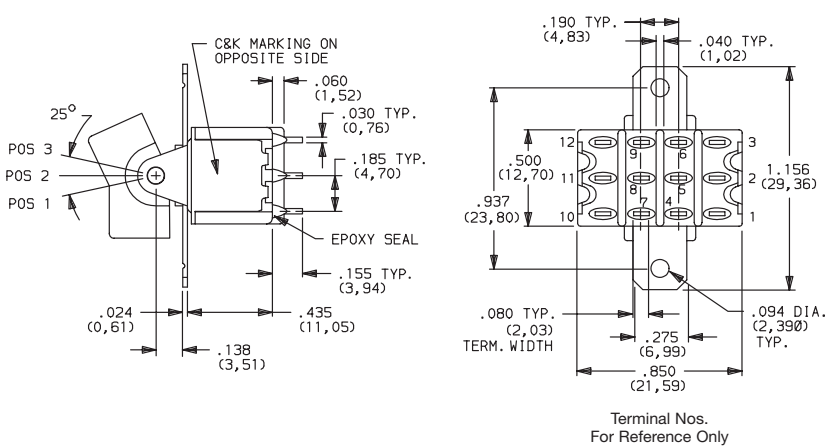 C&K MARKING ON
OPPOSITE SIDE
.060
(1,52)
.030 TYP.
(0,76)
25°
POS 3
POS 2
POS 1
.185 TYP.
(4,70)
EPOXY SEAL
.155 TYP.
(3,94)
.024
(0,61)
.435
(11,05)
.138
(3,51)
.190 TYP.
(4,83)
.040 TYP.
(1,02)
12
9
6
3
.500
(12,70)
11
8
5
2
1.156
(29,36)
.937
(23,80)
10
7
4
1
.080 TYP.
(2,03)
TERM. WIDTH
.275
(6,99)
.094 DIA.
(2,39Ø)
TYP.
.850
(21,59)
Terminal Nos.
For Reference Only